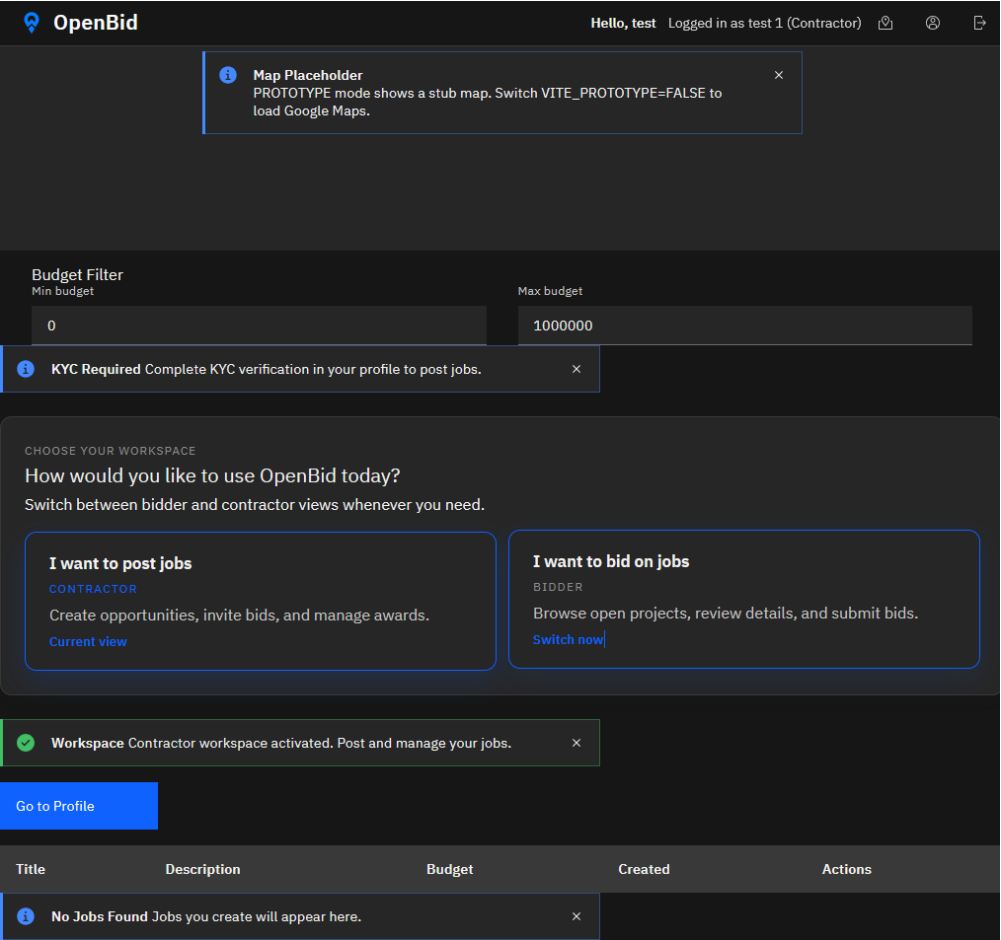 OpenBid
Hello, test Logged in as test 1 (Contractor)
Map Placeholder
PROTOTYPE mode shows a stub map. Switch VITE_PROTOTYPE=FALSE to
load Google Maps.
Budget Filter
Min budget
Max budget
0
1000000
KYC Required Complete KYC verification in your profile to post jobs.
CHOOSE YOUR WORKSPACE
How would you like to use OpenBid today?
Switch between bidder and contractor views whenever you need.
I want to post jobs
CONTRACTOR
Create opportunities, invite bids, and manage awards.
Current view
I want to bid on jobs
BIDDER
Browse open projects, review details, and submit bids.
Switch now
Workspace Contractor workspace activated. Post and manage your jobs.
Go to Profile
Title Description Budget Created Actions
No Jobs Found Jobs you create will appear here.